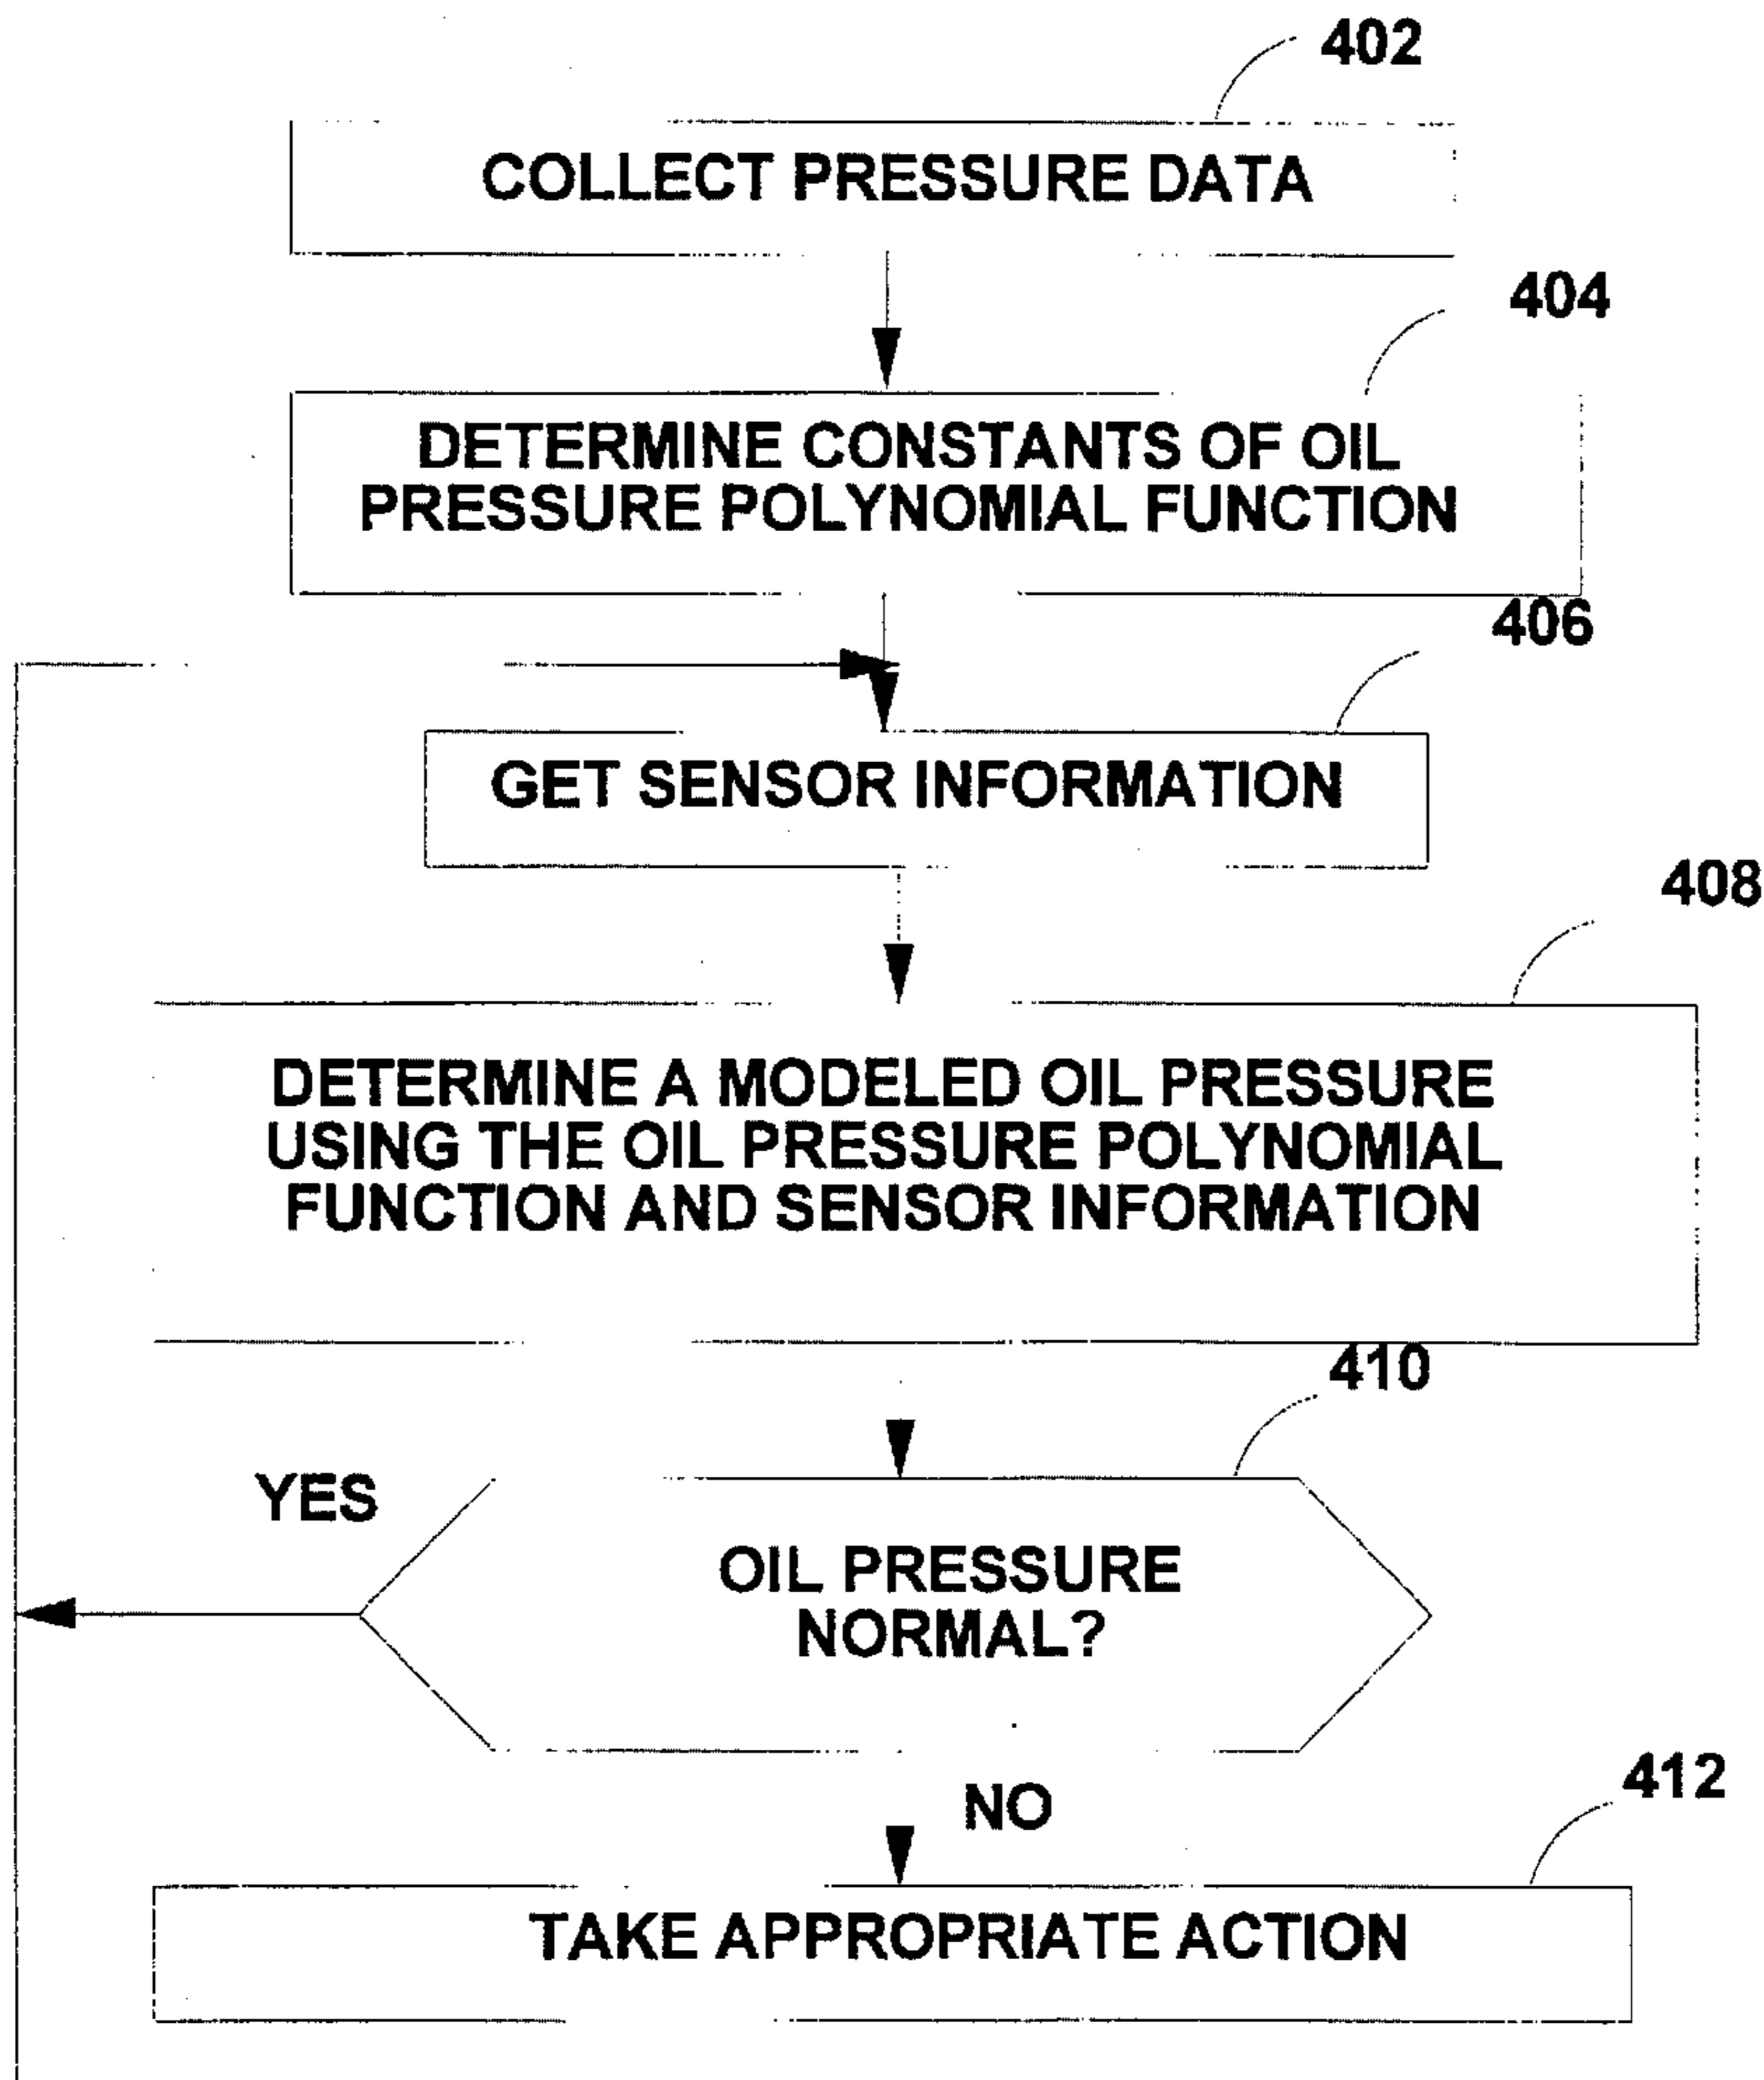 402
COLLECT PRESSURE DATA
404
DETERMINE CONSTANTS OF OIL
PRESSURE POLYNOMIAL FUNCTION
406
GET SENSOR INFORMATION
408
DETERMINE A MODELED OIL PRESSURE
USING THE OIL PRESSURE POLYNOMIAL
FUNCTION AND SENSOR INFORMATION
410
YES
OIL PRESSURE
NORMAL?
NO
412
TAKE APPROPRIATE ACTION